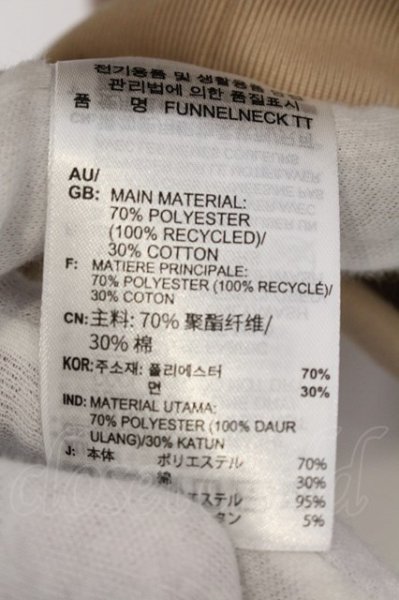 전기용품 및 생활용품
관리법에 의한 품질표시
품 명 FUNNELNECK TT
AU/
GB: MAIN MATERIAL:
70% POLYESTER
(100% RECYCLED)/
30% COTTON
F: MATIERE PRINCIPALE:
70% POLYESTER (100% RECYCLÉ)/
30% COTON
CN: 主料: 70% 聚酯纤维/
30% 棉
KOR: 주소재: 폴리에스터 70%
면 30%
IND: MATERIAL UTAMA:
70% POLYESTER (100% DAUR
ULANG)/30% KATUN
J: 本体 ポリエステル 70%
綿 30%
エステル 95%
タン 5%